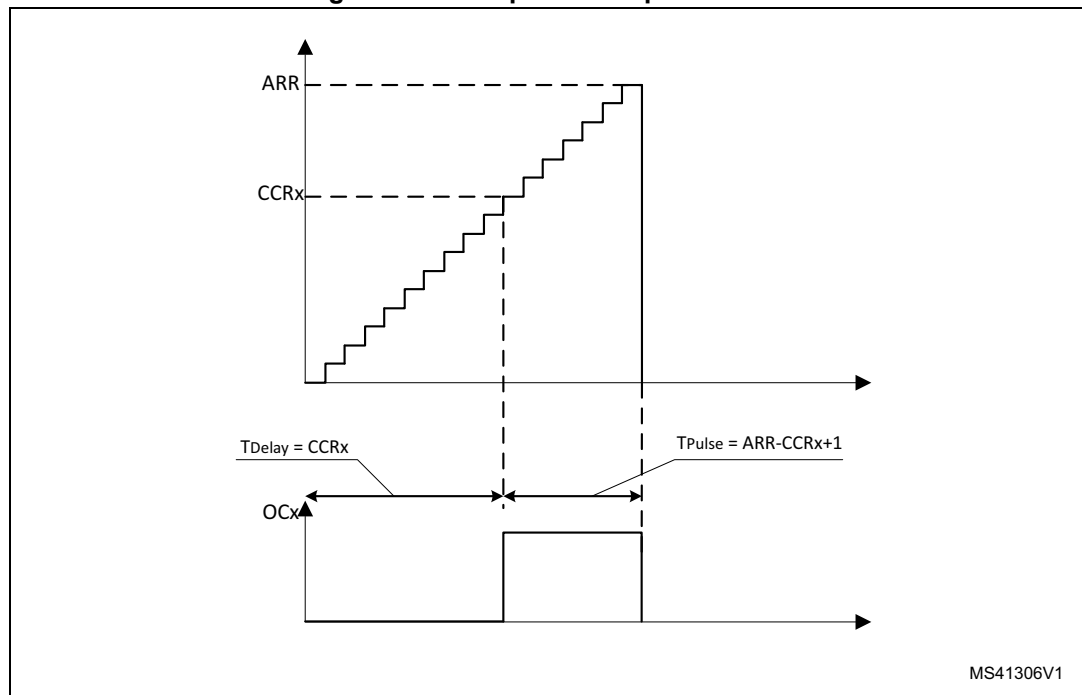 ARR
CCRx
TDelay = CCRx
TPulse = ARR-CCRx+1
OCx
MS41306V1